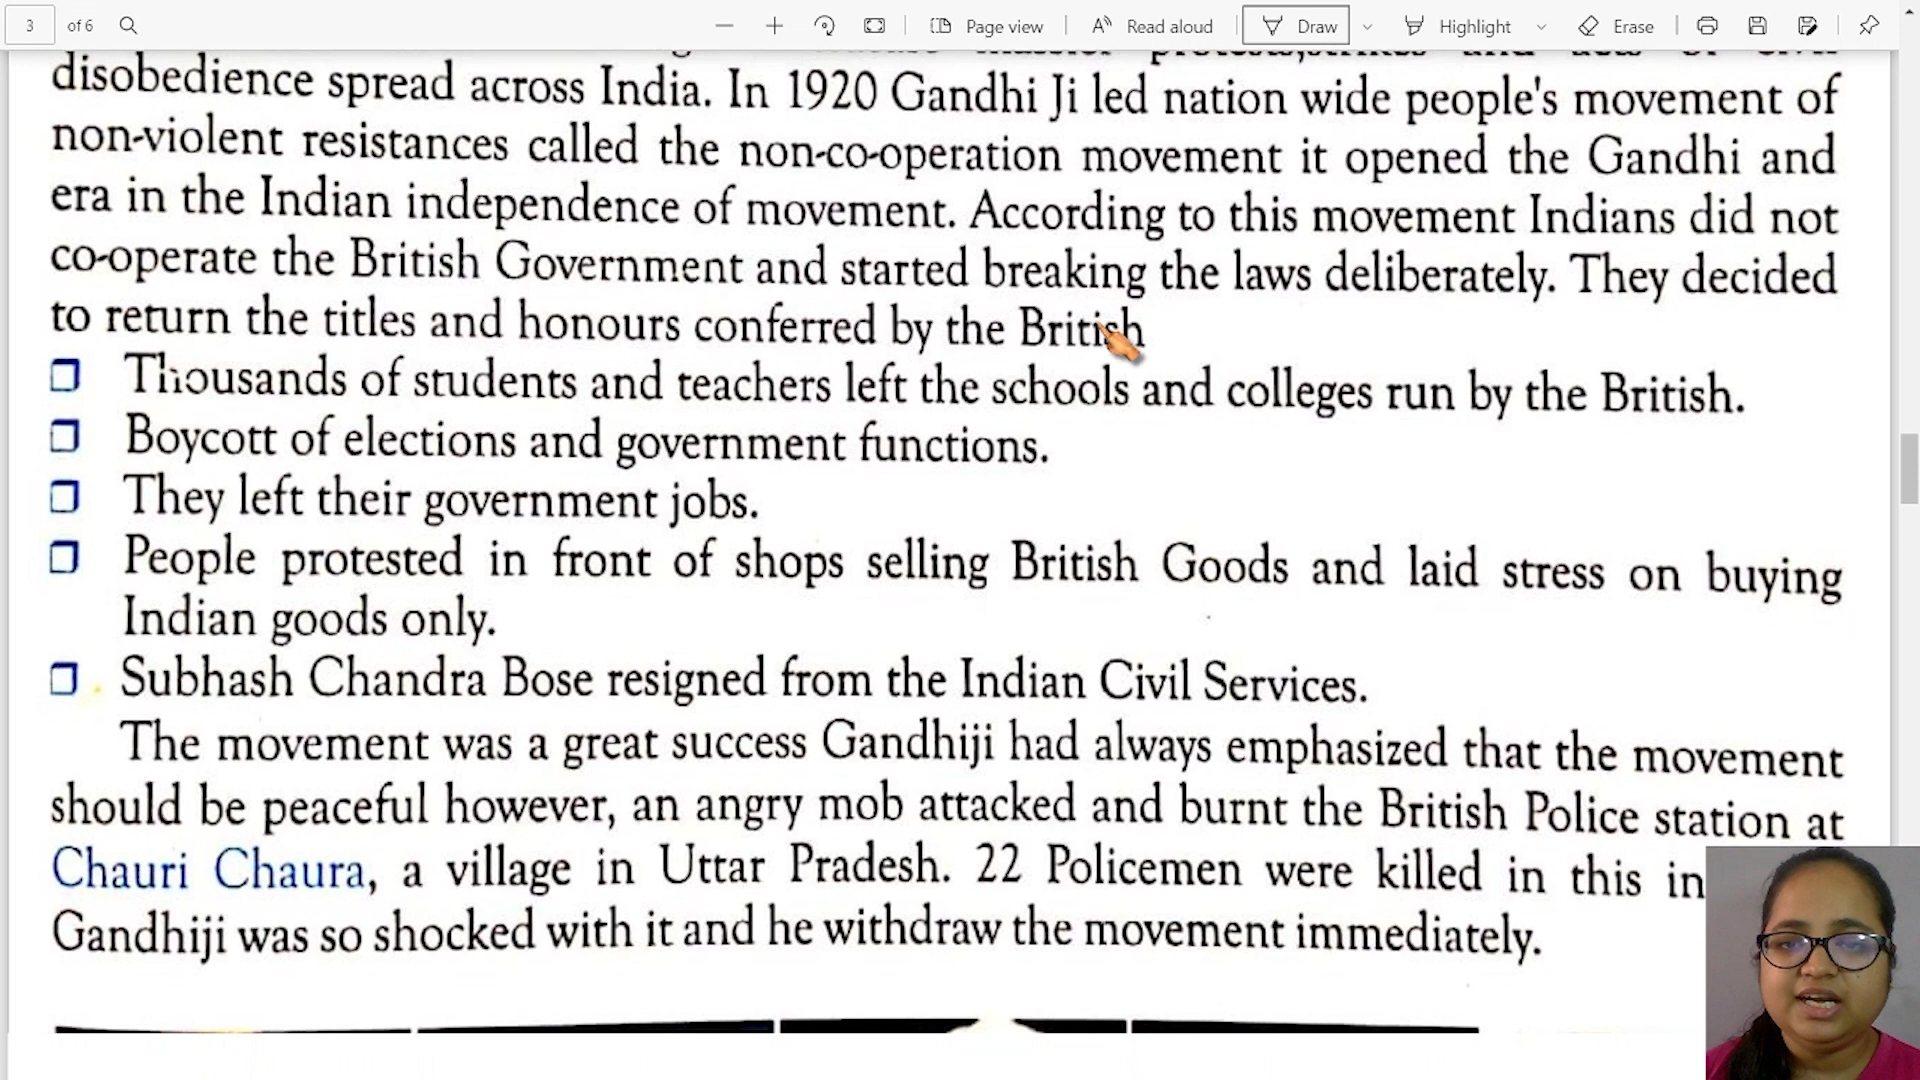 3 of 6 Page view Read aloud Draw Highlight Erase
disobedience spread across India. In 1920 Gandhi Ji led nation wide people's movement of
non-violent resistances called the non-co-operation movement it opened the Gandhi and
era in the Indian independence of movement. According to this movement Indians did not
co-operate the British Government and started breaking the laws deliberately. They decided
to return the titles and honours conferred by the British
Thousands of students and teachers left the schools and colleges run by the British.
Boycott of elections and government functions.
They left their government jobs.
People protested in front of shops selling British Goods and laid stress on buying
Indian goods only.
Subhash Chandra Bose resigned from the Indian Civil Services.
The movement was a great success Gandhiji had always emphasized that the movement
should be peaceful however, an angry mob attacked and burnt the British Police station at
Chauri Chaura, a village in Uttar Pradesh. 22 Policemen were killed in this in
Gandhiji was so shocked with it and he withdraw the movement immediately.